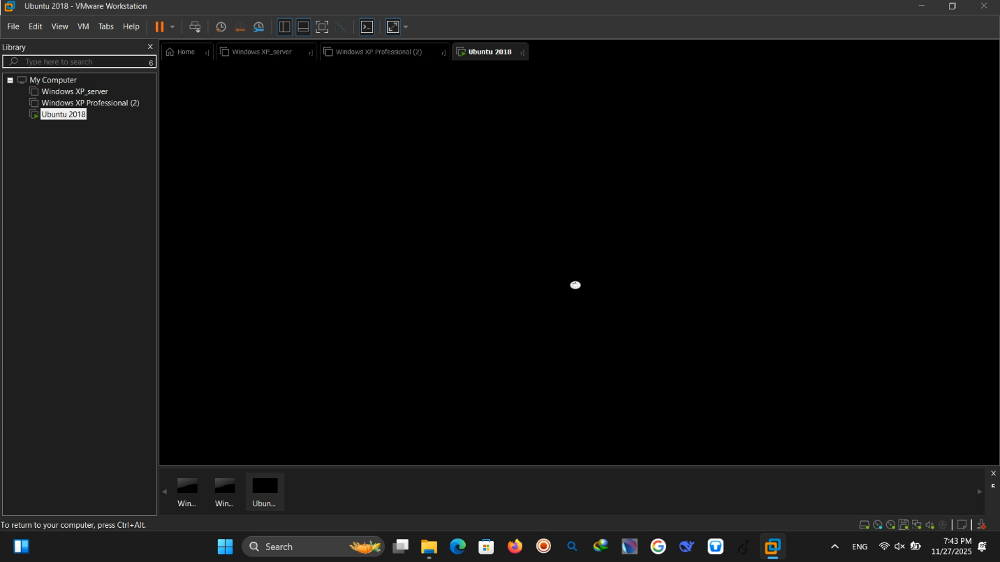 Ubuntu 2018 - VMware Workstation
File Edit View VM Tabs Help
Library
Type here to search
My Computer
Windows XP_server
Windows XP Professional (2)
Ubuntu 2018
Home
Windows XP_server
Windows XP Professional (2)
Ubuntu 2018
Win...
Win...
Ubun...
To return to your computer, press Ctrl+Alt.
Search
ENG
7:43 PM
11/27/2025